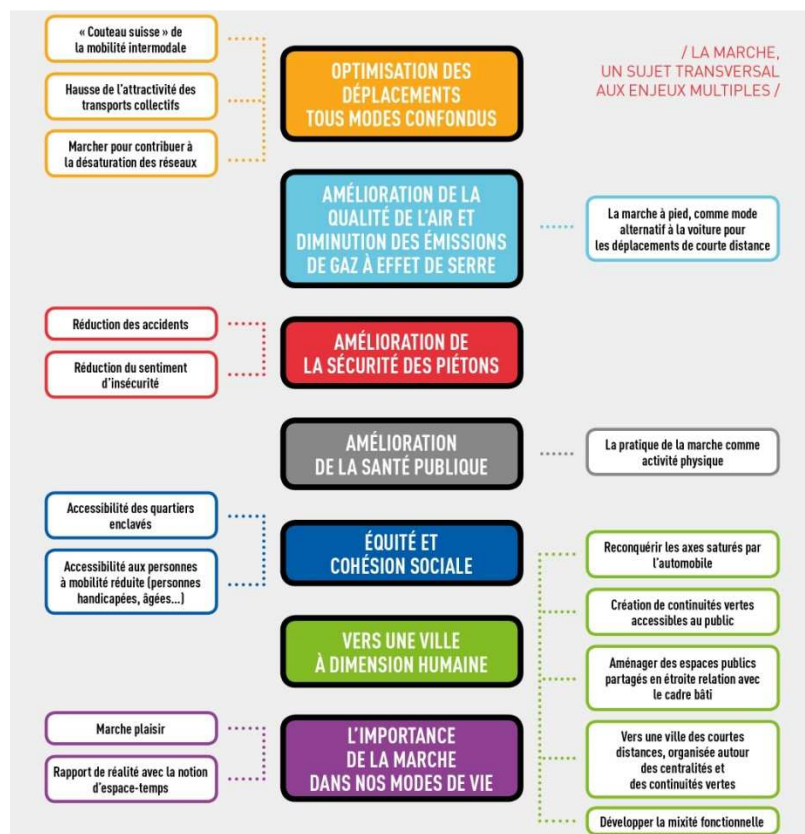 / LA MARCHE,
UN SUJET TRANSVERSAL
AUX ENJEUX MULTIPLES /
« Couteau suisse » de
la mobilité intermodale
Hausse de l'attractivité des
transports collectifs
Marcher pour contribuer à
la désaturation des réseaux
OPTIMISATION DES
DÉPLACEMENTS
TOUS MODES CONFONDUS
AMÉLIORATION DE LA
QUALITÉ DE L'AIR ET
DIMINUTION DES ÉMISSIONS
DE GAZ À EFFET DE SERRE
La marche à pied, comme mode
alternatif à la voiture pour
les déplacements de courte distance
Réduction des accidents
Réduction du sentiment
d'insécurité
AMÉLIORATION DE
LA SÉCURITÉ DES PIÉTONS
AMÉLIORATION
DE LA SANTÉ PUBLIQUE
La pratique de la marche comme
activité physique
Accessibilité des quartiers
enclavés
Accessibilité aux personnes
à mobilité réduite (personnes
handicapées, âgées...)
ÉQUITÉ ET
COHÉSION SOCIALE
VERS UNE VILLE
À DIMENSION HUMAINE
Reconquérir les axes saturés par
l'automobile
Création de continuités vertes
accessibles au public
Aménager des espaces publics
partagés en étroite relation avec
le cadre bâti
Vers une ville des courtes
distances, organisée autour
des centralités et
des continuités vertes
Développer la mixité fonctionnelle
Marche plaisir
Rapport de réalité avec la notion
d'espace-temps
L'IMPORTANCE
DE LA MARCHE
DANS NOS MODES DE VIE